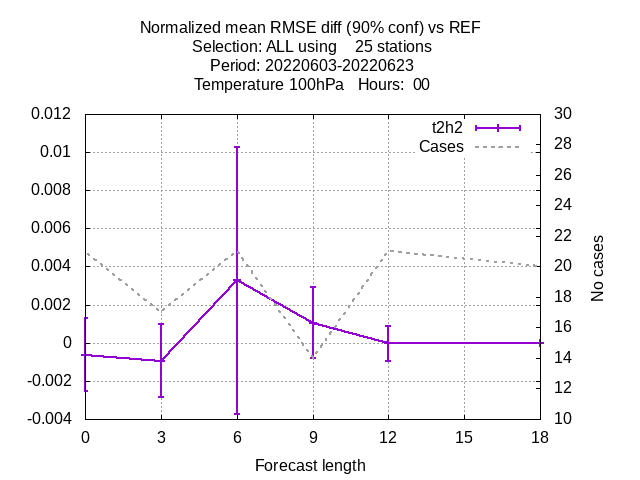 Normalized mean RMSE diff (90% conf) vs REF
Selection: ALL using    25 stations
Period: 20220603-20220623
Temperature 100hPa   Hours:  00
t2h2
Cases
0.012
0.01
0.008
0.006
0.004
0.002
0
-0.002
-0.004
30
28
26
24
22
20
18
16
14
12
10
No cases
0 3 6 9 12 15 18
Forecast length